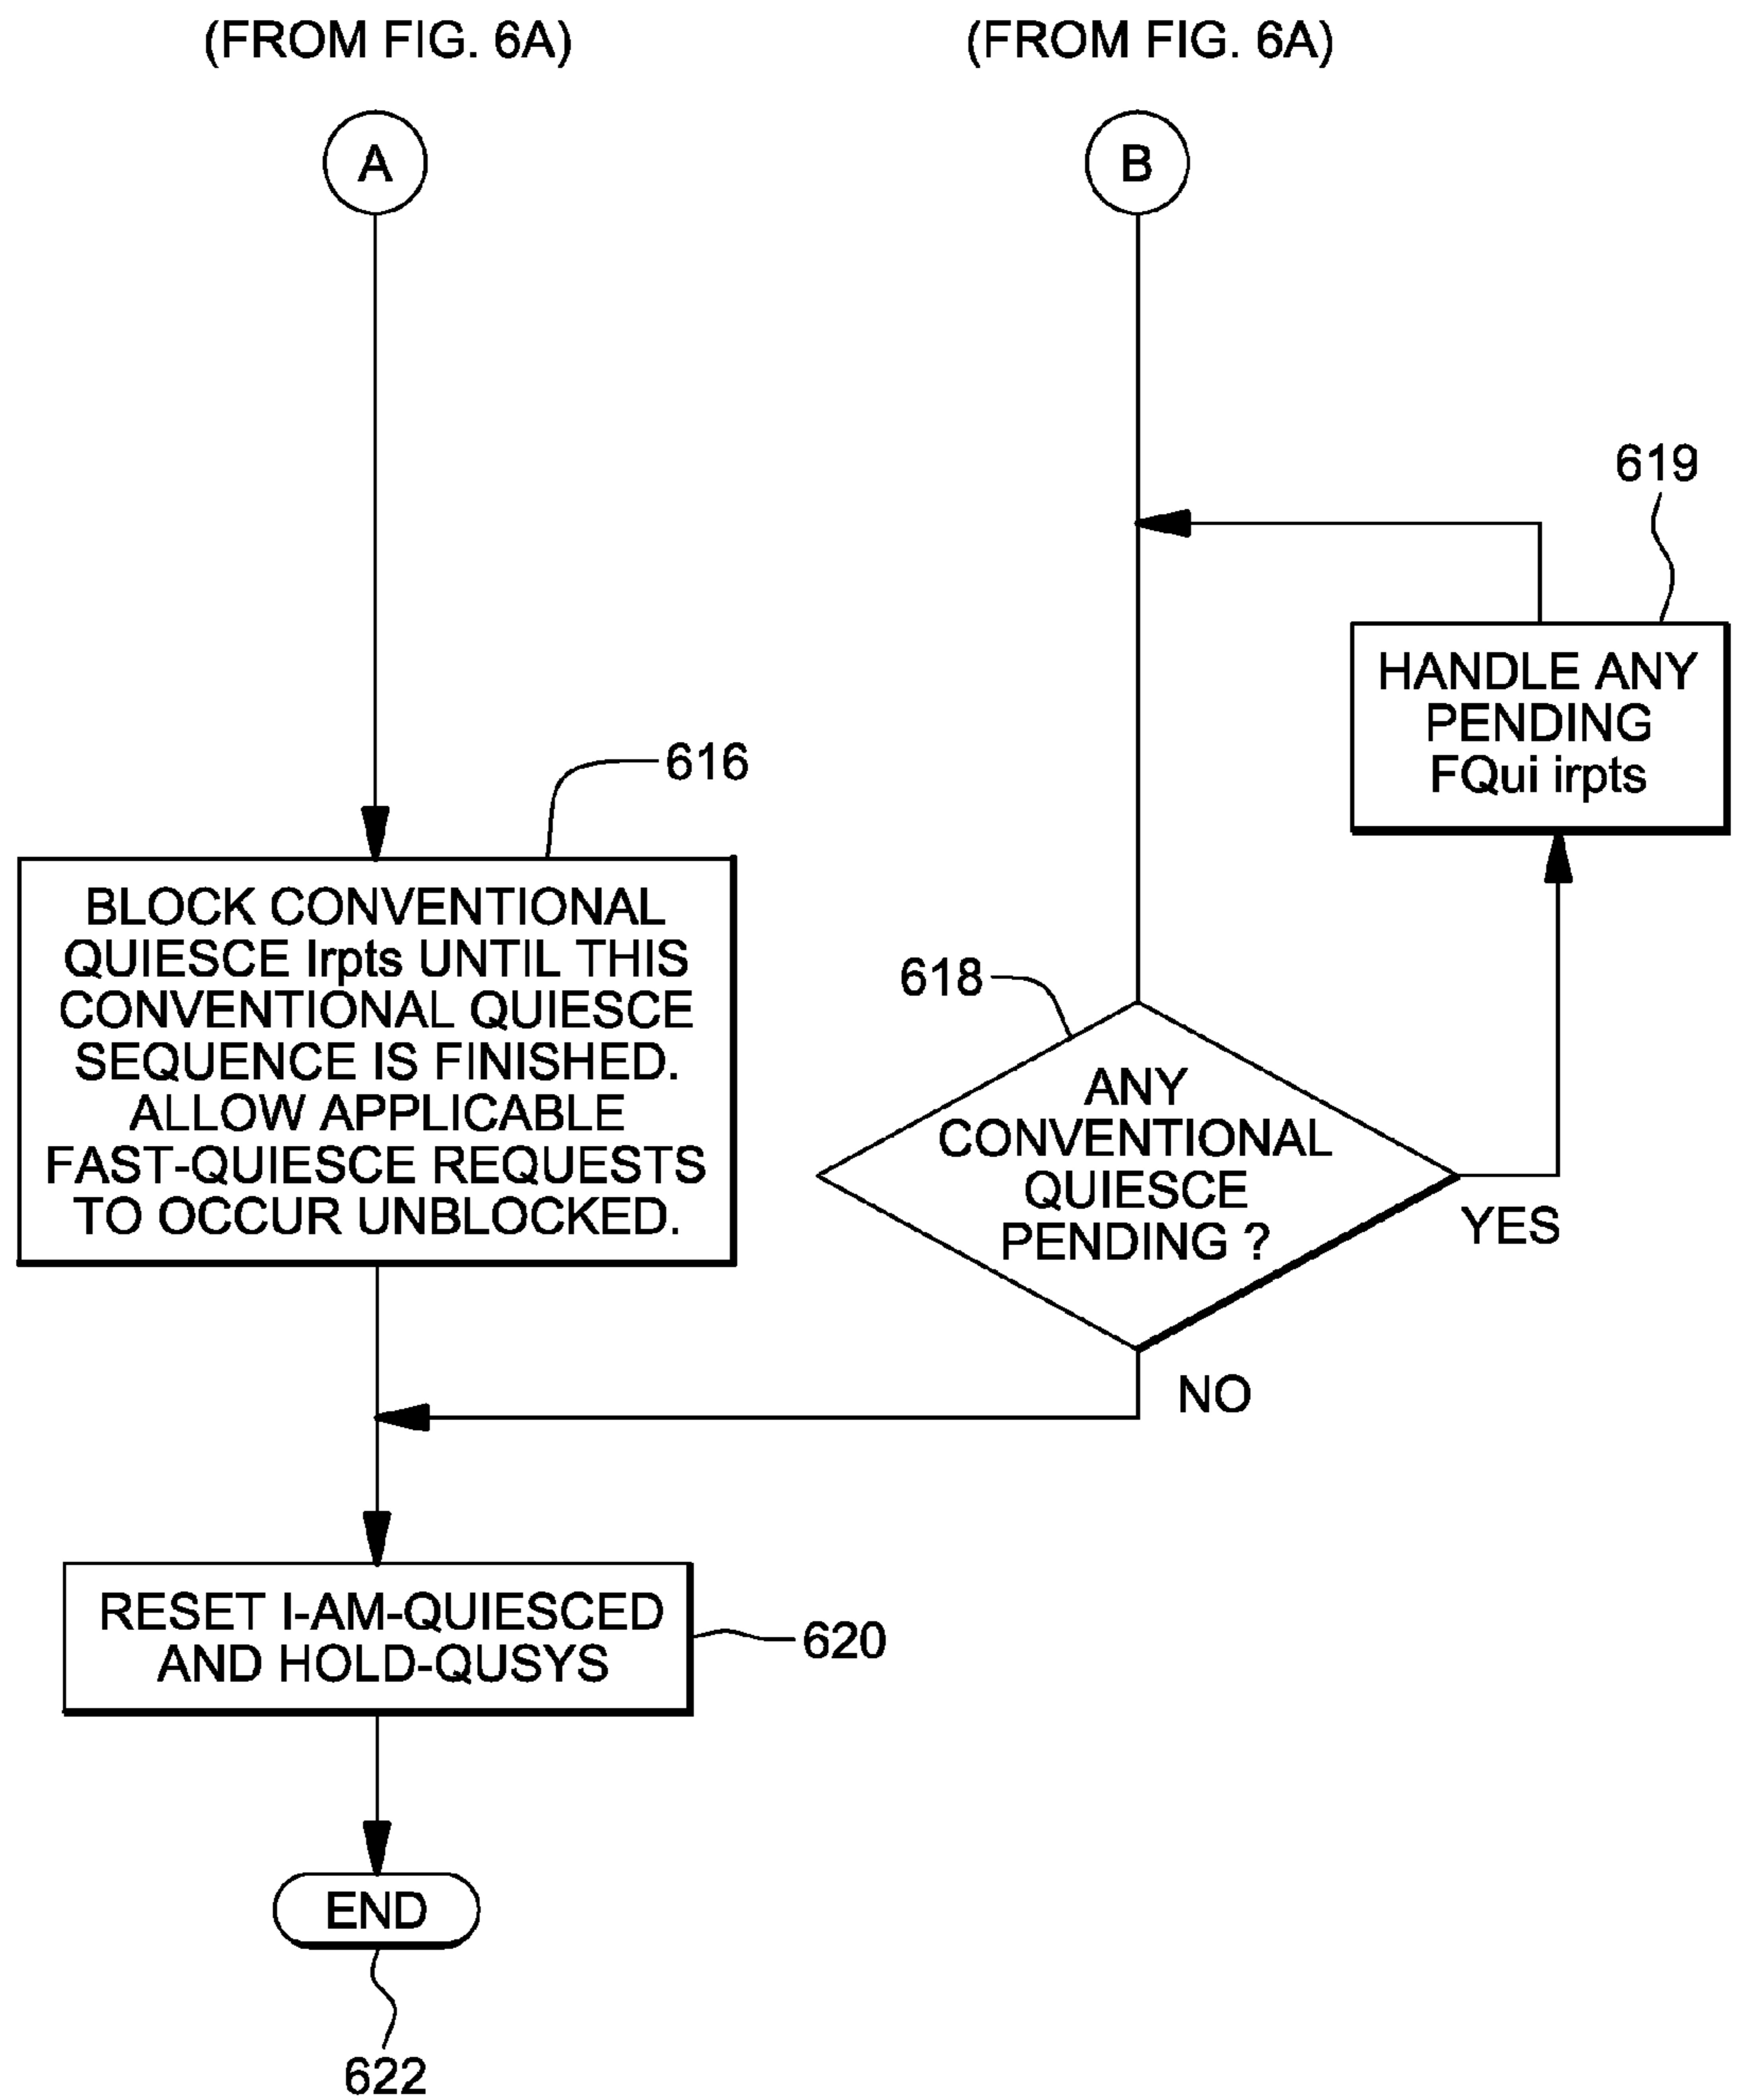 (FROM FIG. 6A)
(FROM FIG. 6A)
A
B
619
HANDLE ANY
PENDING
FQui irpts
616
BLOCK CONVENTIONAL
QUIESCE Irpts UNTIL THIS
CONVENTIONAL QUIESCE
SEQUENCE IS FINISHED.
ALLOW APPLICABLE
FAST-QUIESCE REQUESTS
TO OCCUR UNBLOCKED.
618
ANY
CONVENTIONAL
QUIESCE
PENDING ?
YES
NO
RESET I-AM-QUIESCED
AND HOLD-QUSYS
620
END
622